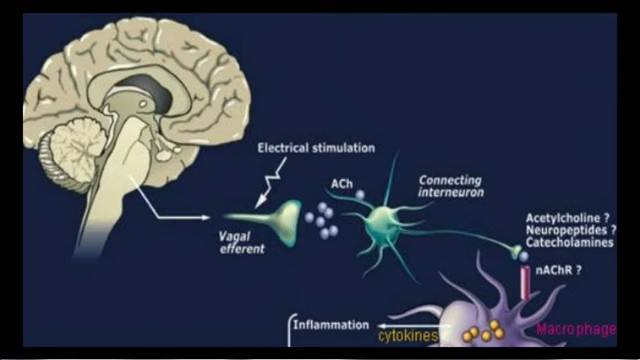 Electrical stimulation
ACh
Connecting
interneuron
Vagal
efferent
Acetylcholine ?
Neuropeptides ?
Catecholamines
nAChR ?
Inflammation
cytokines
Macrophage